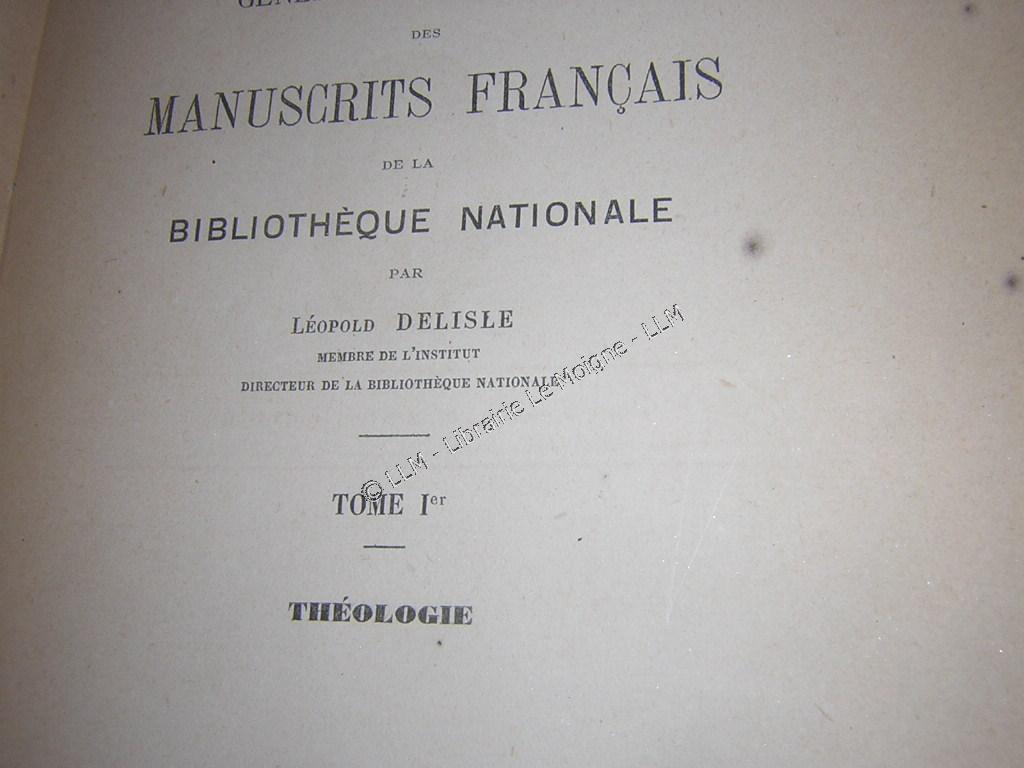 DES
MANUSCRITS FRANÇAIS
DE LA
BIBLIOTHÈQUE NATIONALE
PAR
LÉOPOLD DELISLE
MEMBRE DE L'INSTITUT
DIRECTEUR DE LA BIBLIOTHÈQUE NATIONALE
© LLM - Librairie Le Moigne - LLM
TOME Ier
THÉOLOGIE